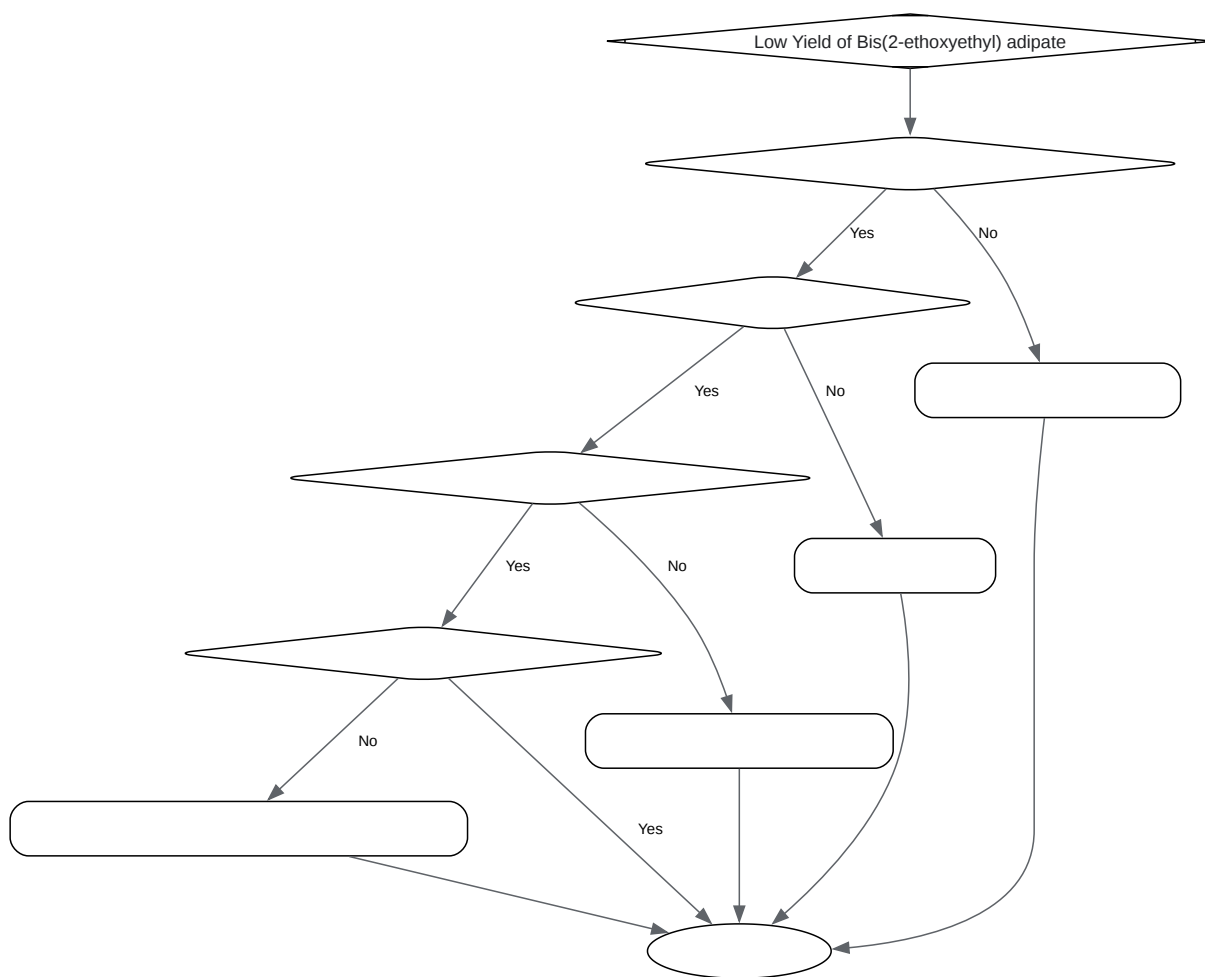 Low Yield of Bis(2-ethoxyethyl) adipate
Yes
No
Yes
No
Yes
No
No
Yes